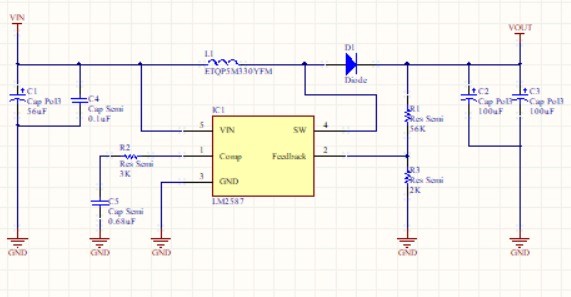 VIN
VOUT
L1
ETQP5M330YFM
D1
Diode
C1
Cap Pol3
56uF
C4
Cap Semi
0.1uF
IC1
5
VIN
SW
4
1
Comp
Feedback
2
3
GND
LM2587
R2
Res Semi
3K
C5
Cap Semi
0.68uF
R1
Res Semi
56K
R3
Res Semi
2K
C2
Cap Pol3
100uF
C3
Cap Pol3
100uF
GND
GND
GND
GND
GND